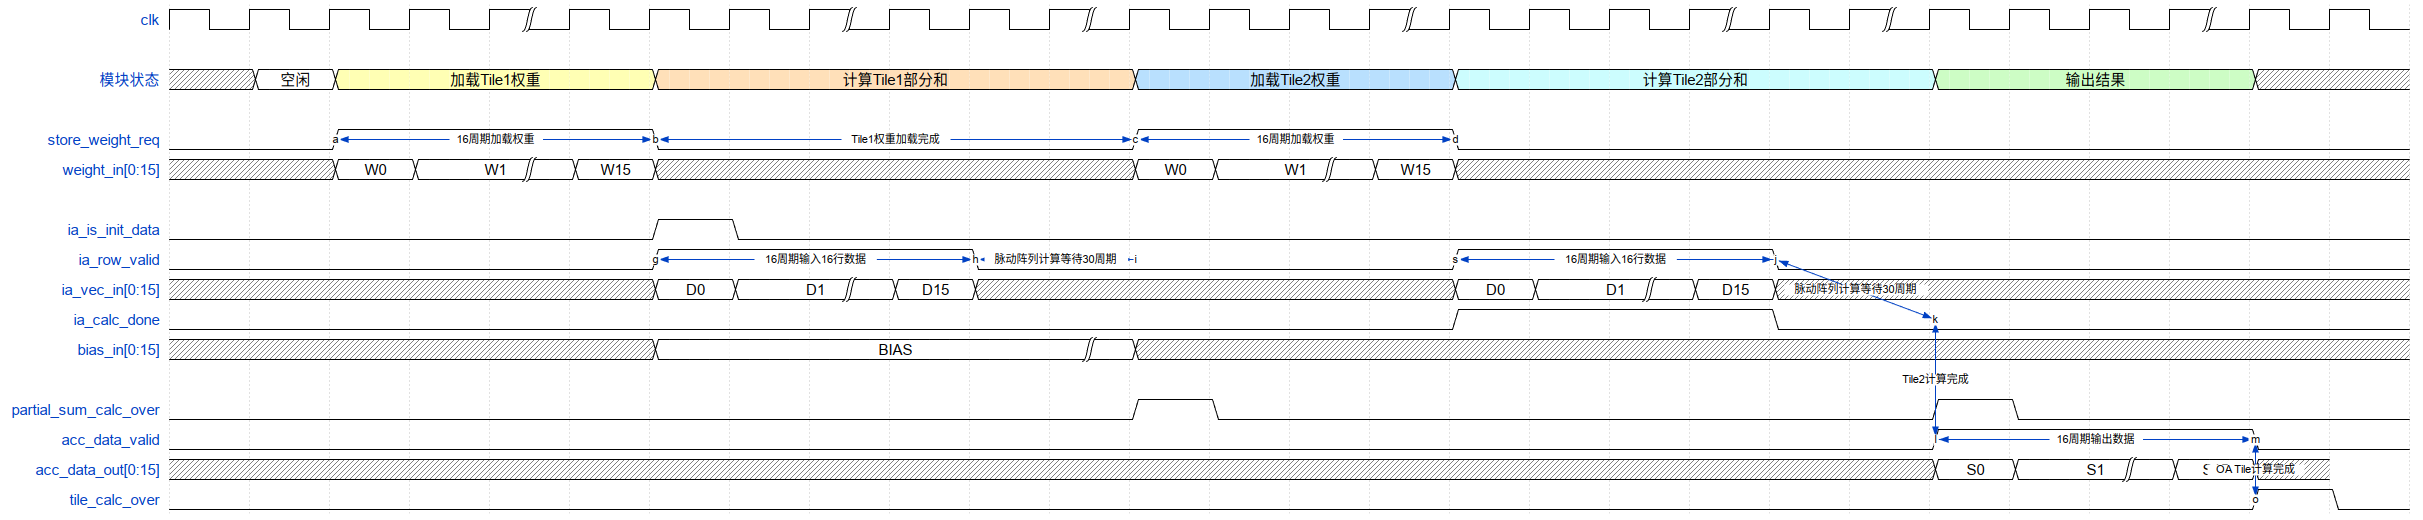 clk
模块状态 空闲 加载Tile1权重 计算Tile1部分和 加载Tile2权重 计算Tile2部分和 输出结果
store_weight_req a 16周期加载权重 b Tile1权重加载完成 c 16周期加载权重 d
weight_in[0:15] W0 W1 W15 W0 W1 W15
ia_is_init_data
ia_row_valid g 16周期输入16行数据 h 脉动阵列计算等待30周期 i s 16周期输入16行数据 j
ia_vec_in[0:15] D0 D1 D15 D0 D1 D15 脉动阵列计算等待30周期
ia_calc_done k
bias_in[0:15] BIAS
Tile2计算完成
partial_sum_calc_over
acc_data_valid l 16周期输出数据 m
acc_data_out[0:15] S0 S1 OA Tile计算完成
tile_calc_over o